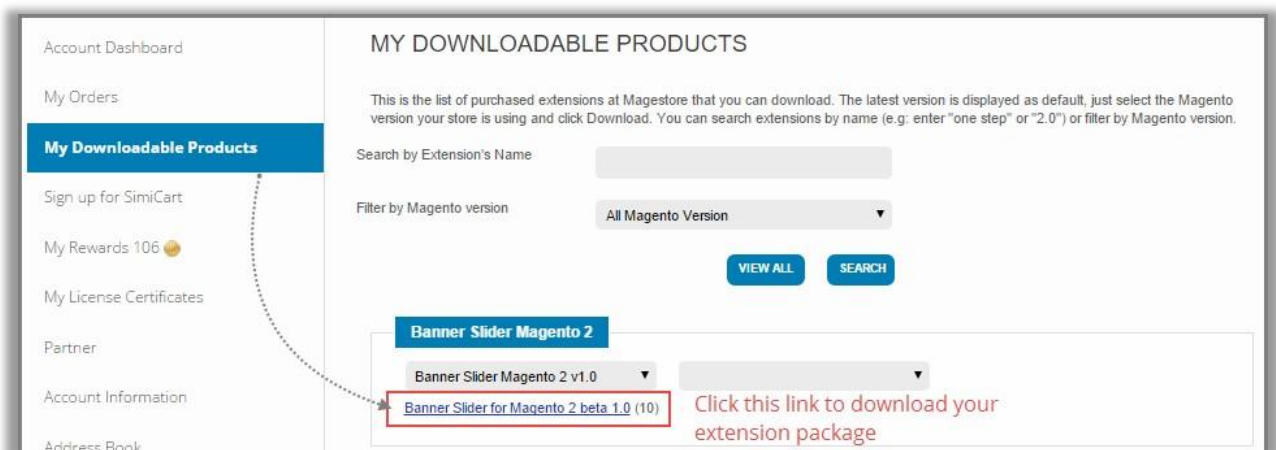 Account Dashboard
My Orders
My Downloadable Products
Sign up for SimiCart
My Rewards 106
My License Certificates
Partner
Account Information
Address Book
MY DOWNLOADABLE PRODUCTS
This is the list of purchased extensions at Magestore that you can download. The latest version is displayed as default, just select the Magento
version your store is using and click Download. You can search extensions by name (e.g: enter "one step" or "2.0") or filter by Magento version.
Search by Extension's Name
Filter by Magento version
All Magento Version
VIEW ALL
SEARCH
Banner Slider Magento 2
Banner Slider Magento 2 v1.0
Banner Slider for Magento 2 beta 1.0 (10)
Click this link to download your
extension package